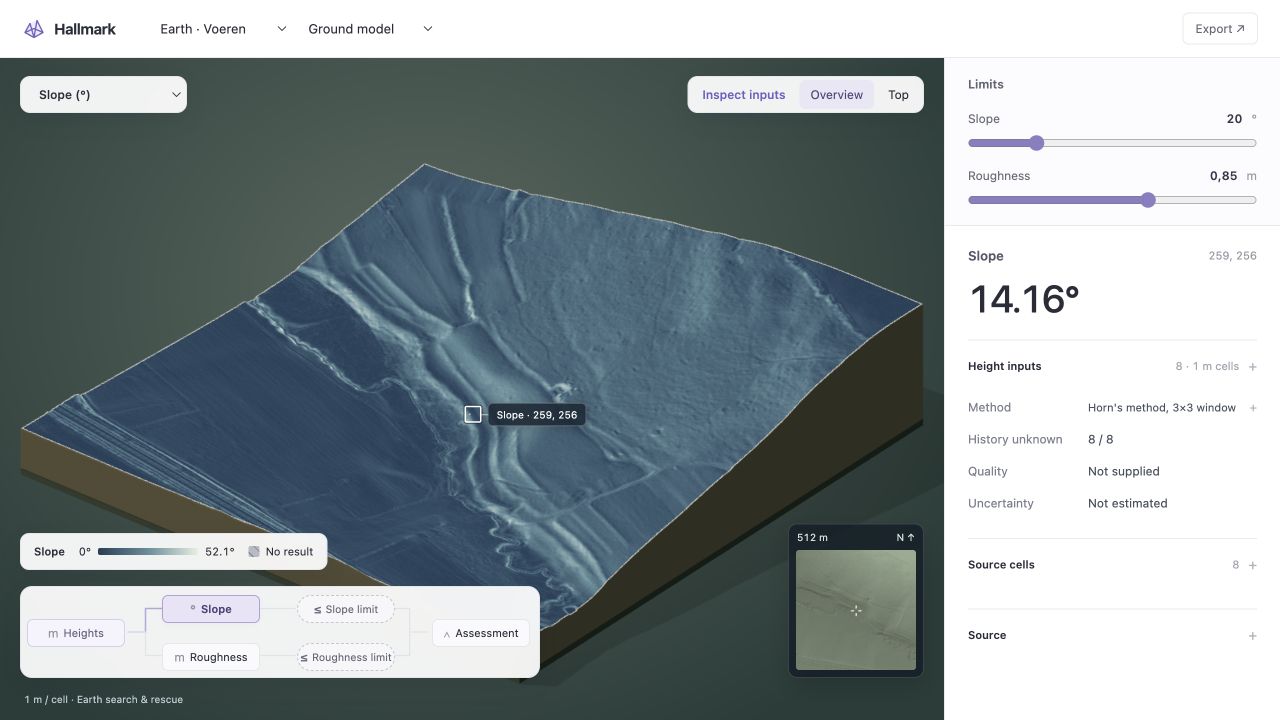 Hallmark
Earth · Voeren
Ground model
Export ↗
Slope (°)
Inspect inputs
Overview
Top
Limits
Slope
20 °
Roughness
0,85 m
Slope
259, 256
14.16°
Height inputs
8 · 1 m cells +
Method
Horn's method, 3×3 window +
History unknown
8 / 8
Quality
Not supplied
Uncertainty
Not estimated
Source cells
8 +
Source
+
Slope · 259, 256
Slope 0° 52.1° No result
512 m
N ↑
° Slope
≤ Slope limit
m Heights
∧ Assessment
m Roughness
≤ Roughness limit
1 m / cell · Earth search & rescue